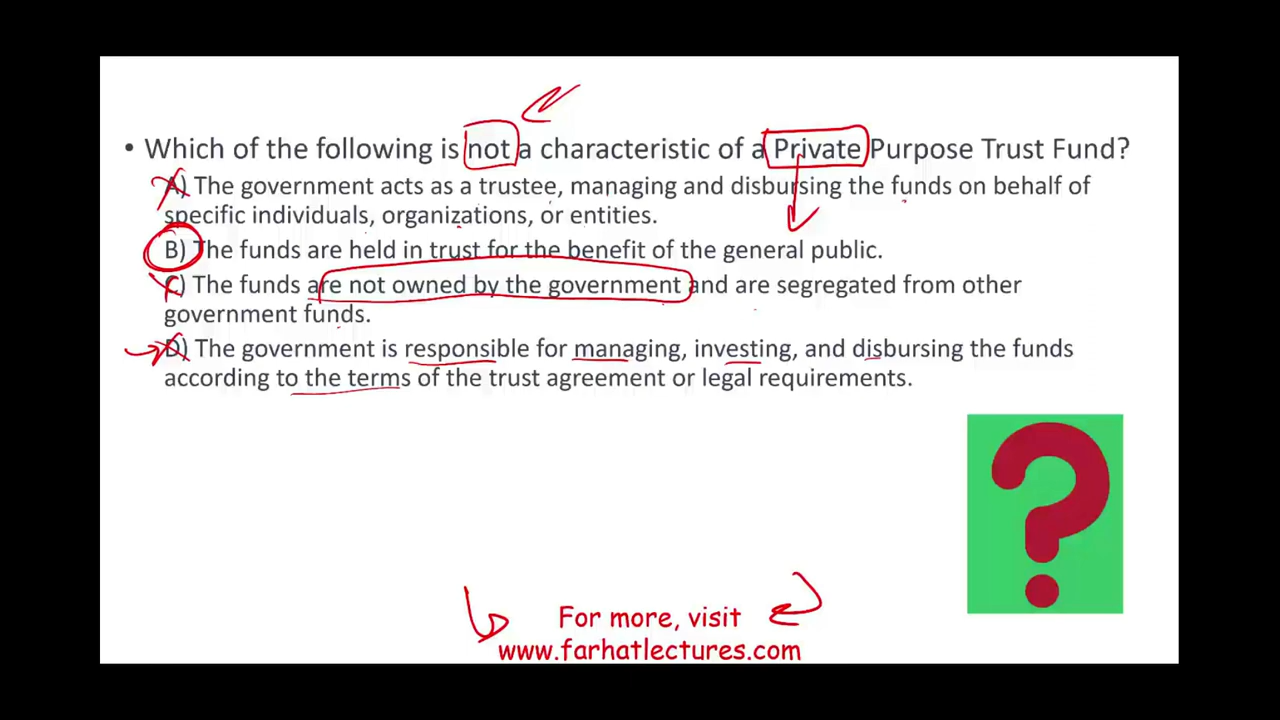 • Which of the following is not a characteristic of a Private Purpose Trust Fund?
A) The government acts as a trustee, managing and disbursing the funds on behalf of
specific individuals, organizations, or entities.
B) The funds are held in trust for the benefit of the general public.
C) The funds are not owned by the government and are segregated from other
government funds.
D) The government is responsible for managing, investing, and disbursing the funds
according to the terms of the trust agreement or legal requirements.
?
For more, visit
www.farhatlectures.com